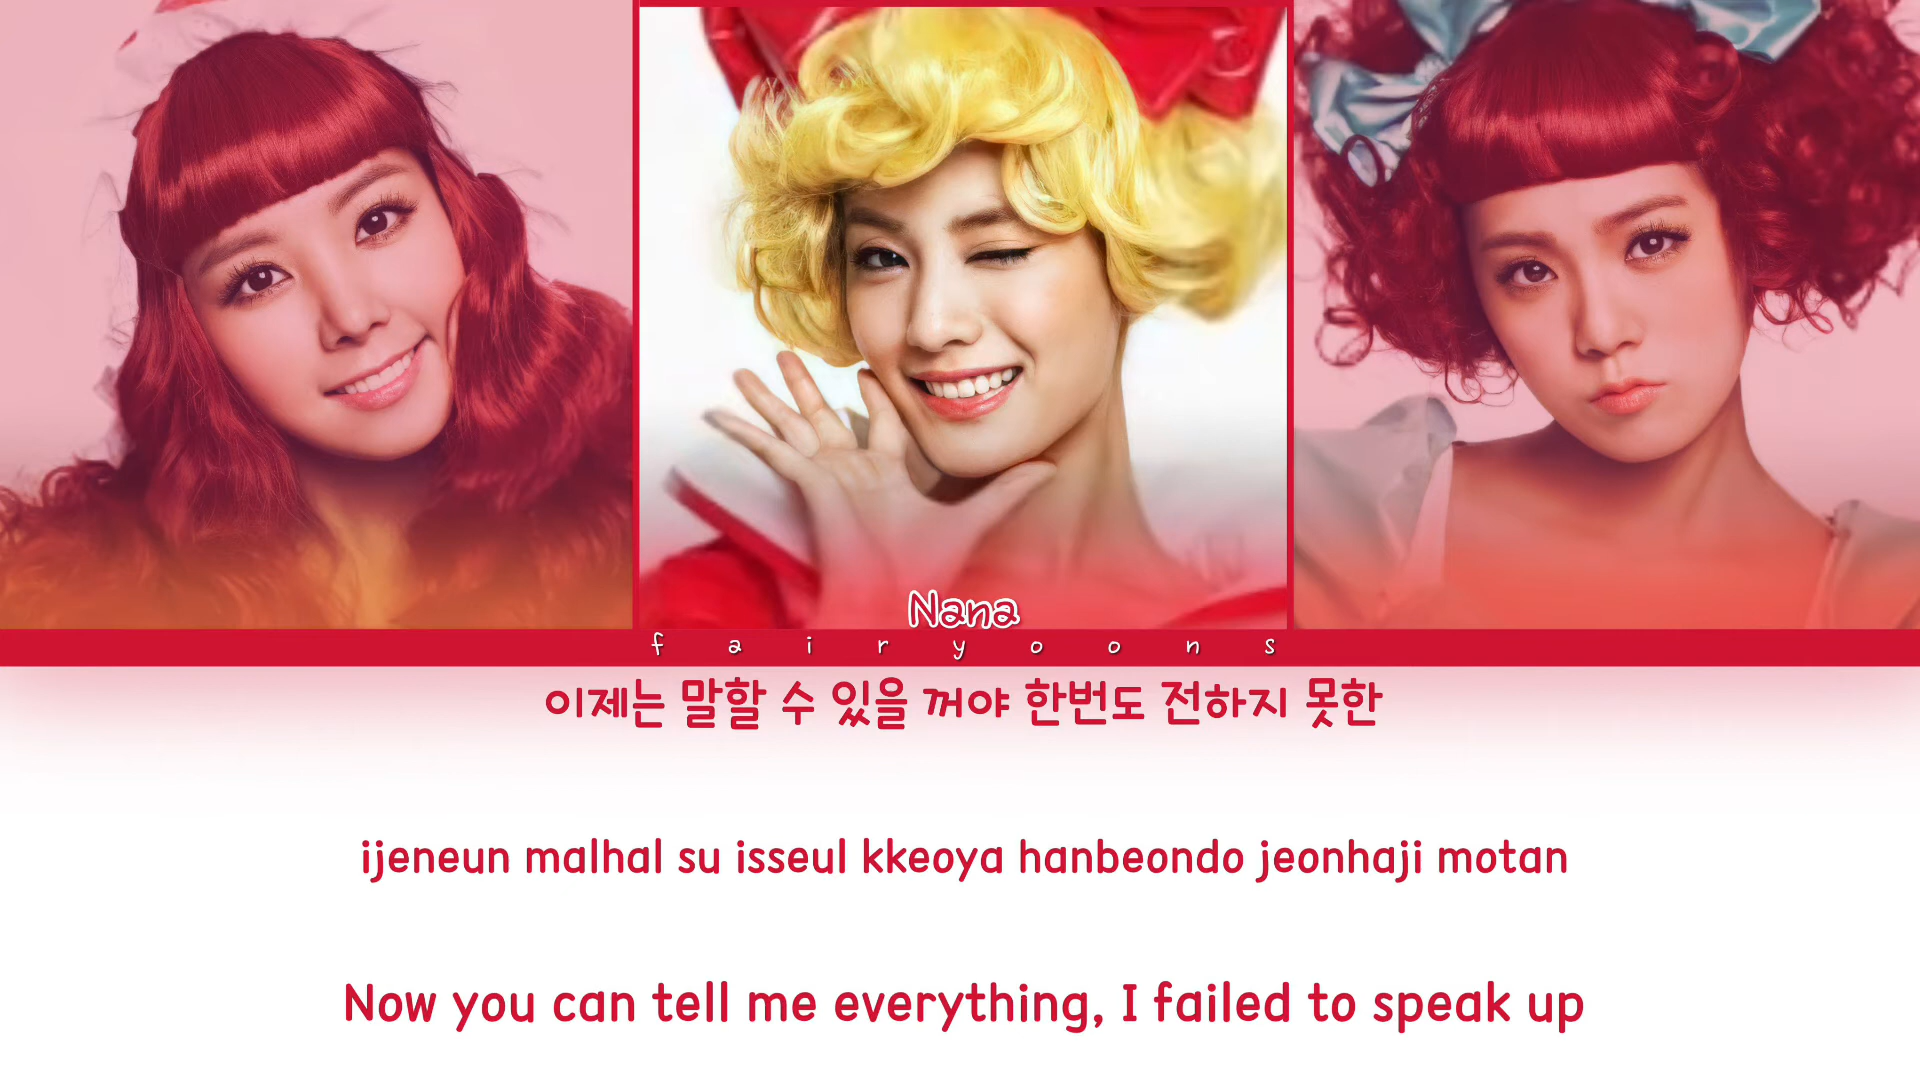 Nana
fairyoons
이제는 말할 수 있을 꺼야 한번도 전하지 못한
ijeneun malhal su isseul kkeoya hanbeondo jeonhaji motan
Now you can tell me everything, I failed to speak up